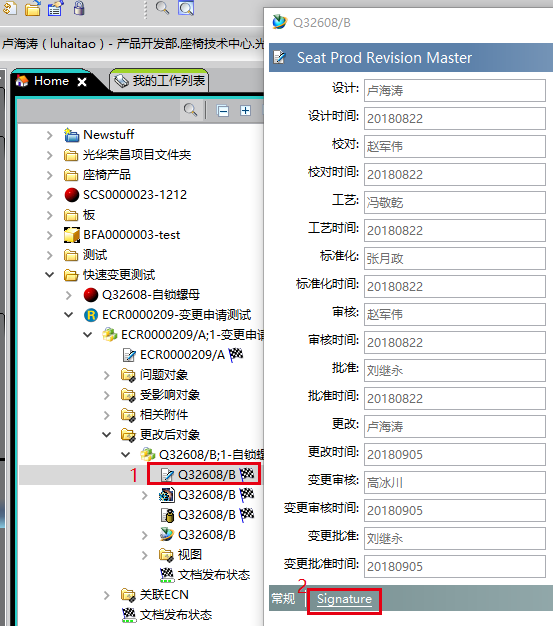 卢海涛（luhaitao）- 产品开发部.座椅技术中心.光
Home
我的工作列表
Newstuff
光华荣昌项目文件夹
座椅产品
SCS0000023-1212
板
BFA0000003-test
测试
快速变更测试
Q32608-自锁螺母
ECR0000209-变更申请测试
ECR0000209/A;1-变更申请
ECR0000209/A
问题对象
受影响对象
相关附件
更改后对象
Q32608/B;1-自锁螺
1
Q32608/B
Q32608/B
Q32608/B
Q32608/B
视图
文档发布状态
关联ECN
文档发布状态
Q32608/B
Seat Prod Revision Master
设计: 卢海涛
设计时间: 20180822
校对: 赵军伟
校对时间: 20180822
工艺: 冯敬乾
工艺时间: 20180822
标准化: 张月政
标准化时间: 20180822
审核: 赵军伟
审核时间: 20180822
批准: 刘继永
批准时间: 20180822
更改: 卢海涛
更改时间: 20180905
变更审核: 高冰川
变更审核时间: 20180905
变更批准: 刘继永
变更批准时间: 20180905
常规
2
Signature